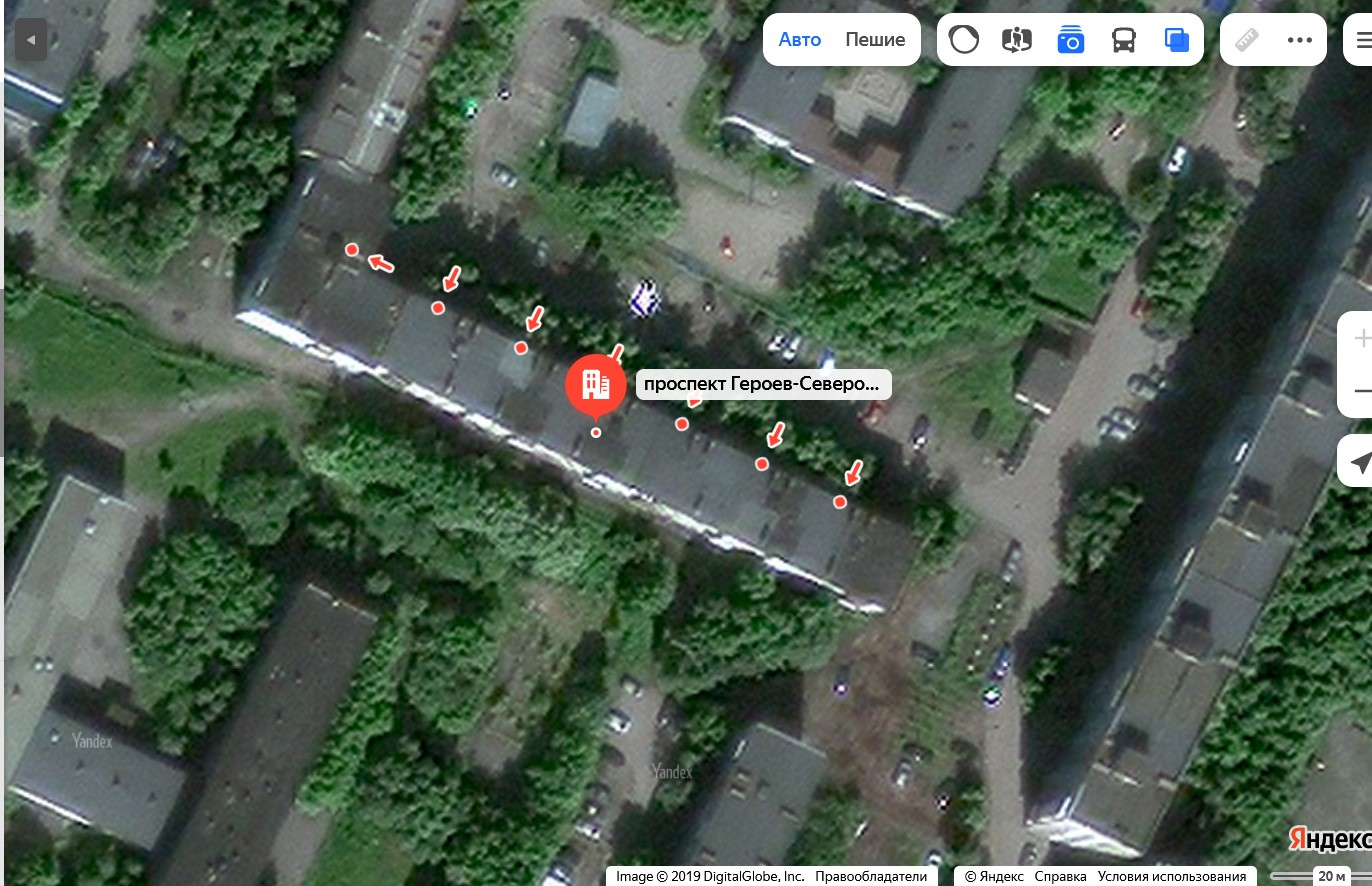 Авто Пешие
проспект Героев-Северо...
Yandex
Yandex
Яндекс
Image © 2019 DigitalGlobe, Inc. Правообладатели
© Яндекс Справка Условия использования
20 м